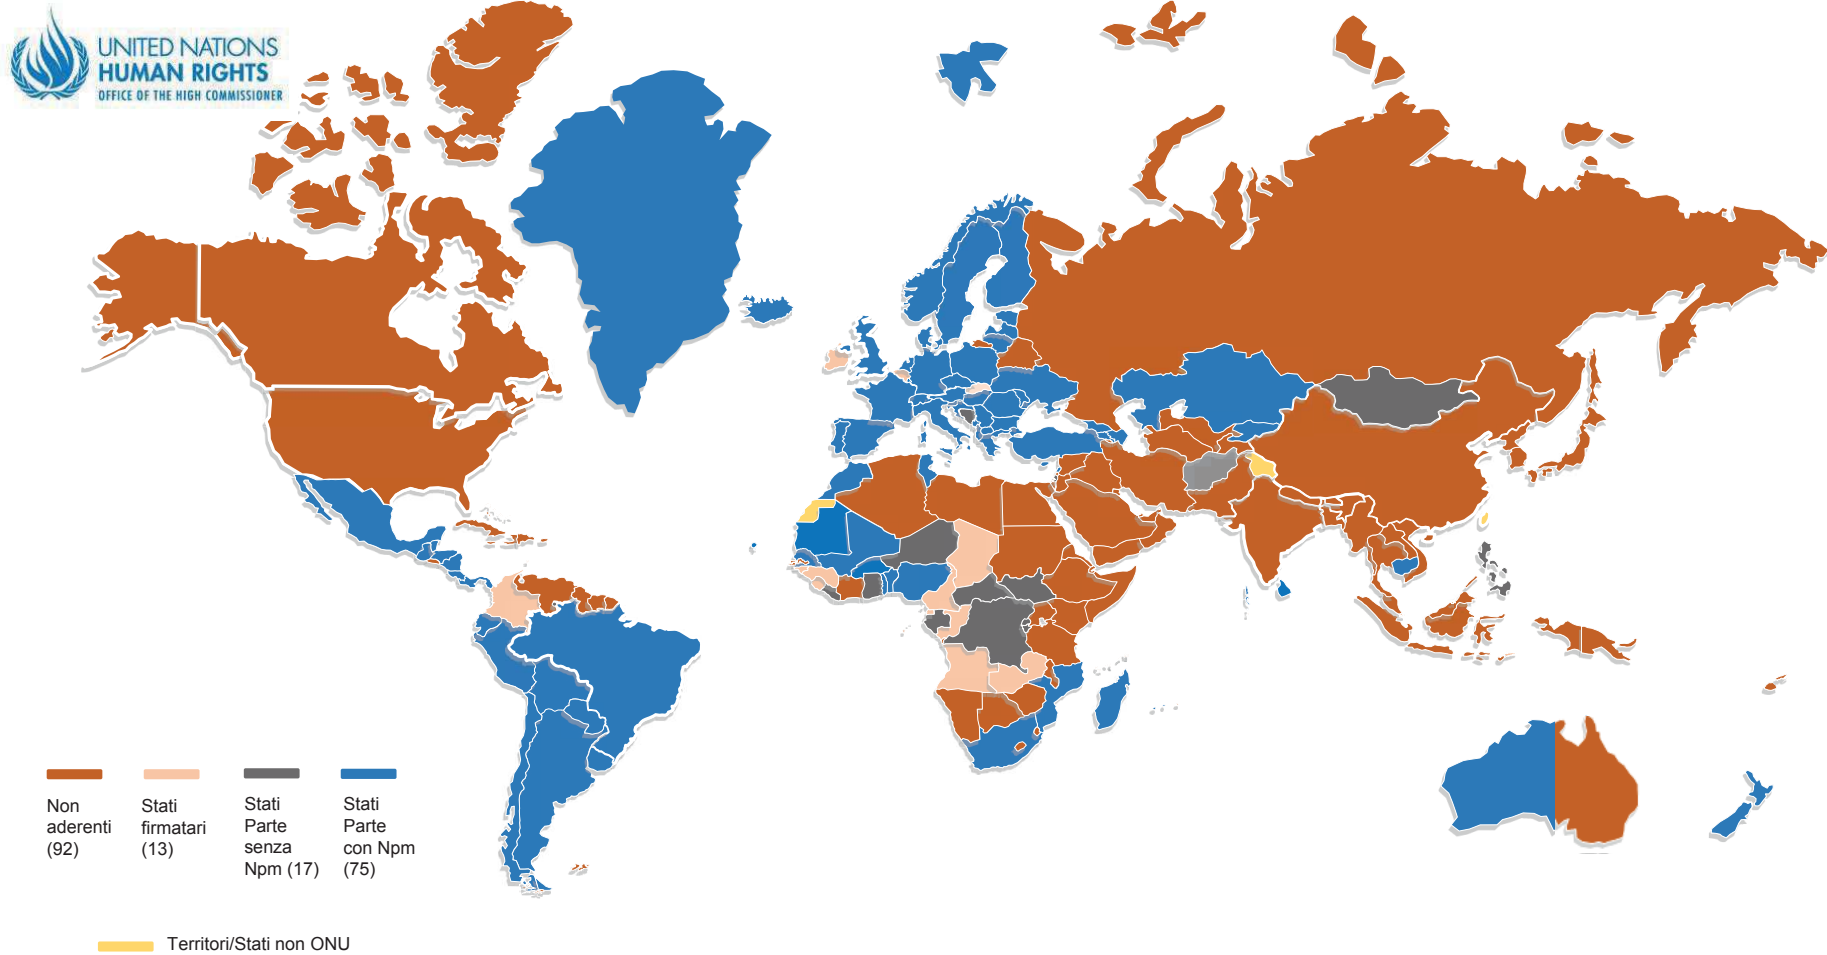 UNITED NATIONS
HUMAN RIGHTS
OFFICE OF THE HIGH COMMISSIONER
Non
aderenti
(92)
Stati
firmatari
(13)
Stati
Parte
senza
Npm (17)
Stati
Parte
con Npm
(75)
Territori/Stati non ONU